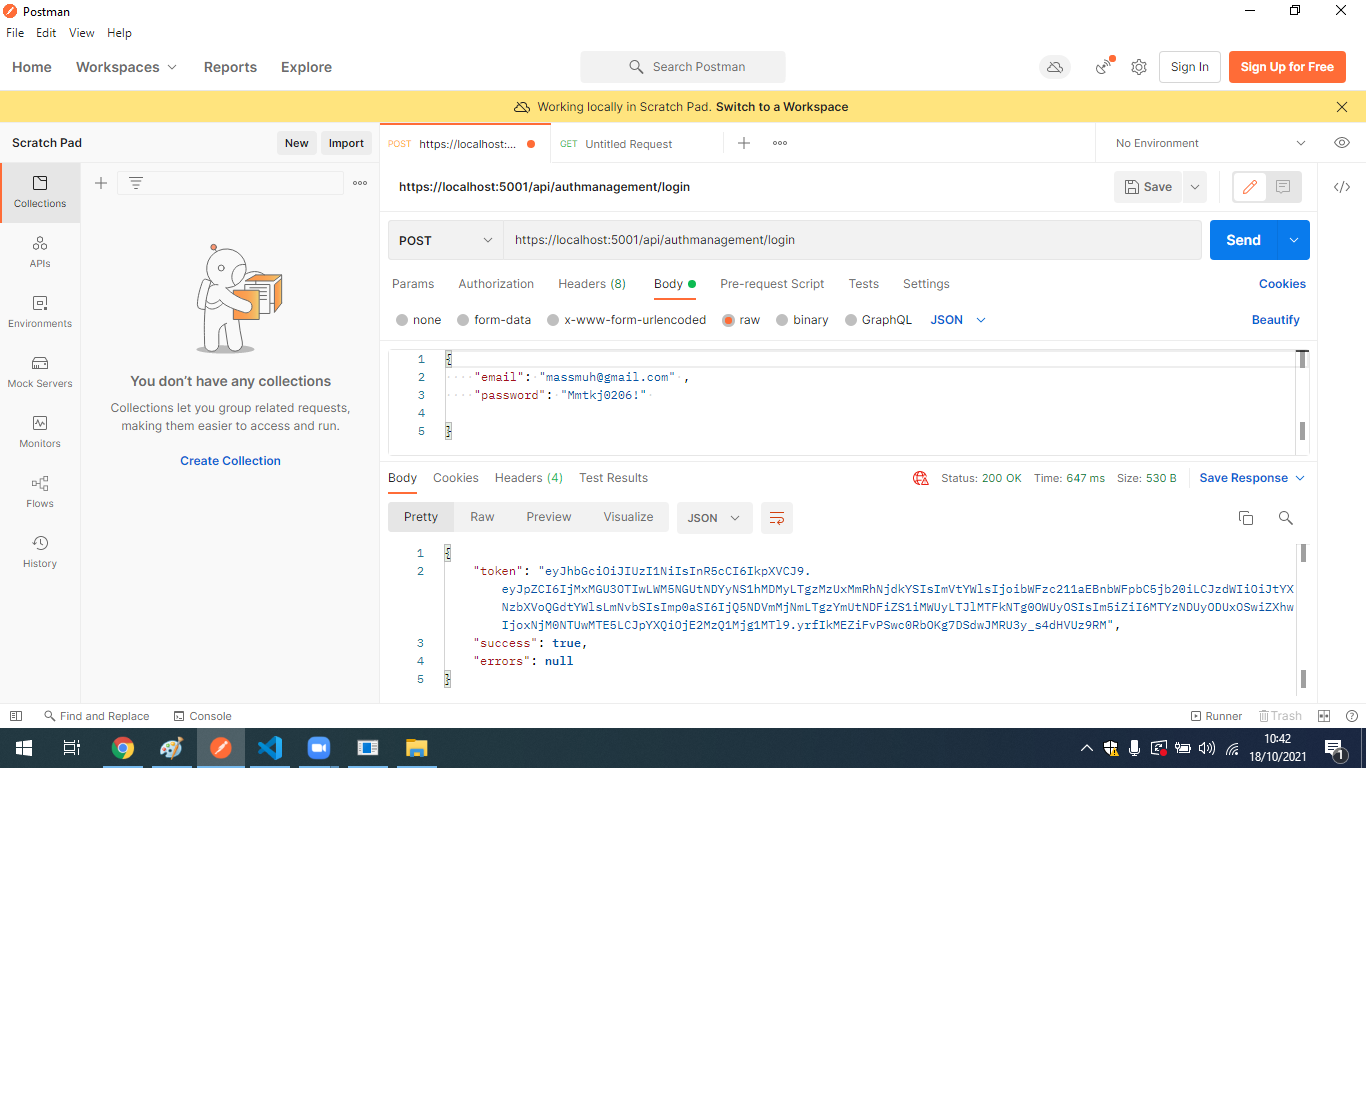 Postman
File Edit View Help
Home Workspaces Reports Explore
Search Postman
Sign In
Sign Up for Free
Working locally in Scratch Pad. Switch to a Workspace
Scratch Pad
New
Import
POST https://localhost:...
GET Untitled Request
No Environment
Collections
APIs
Environments
Mock Servers
Monitors
Flows
History
You don't have any collections
Collections let you group related requests,
making them easier to access and run.
Create Collection
https://localhost:5001/api/authmanagement/login
Save
POST
https://localhost:5001/api/authmanagement/login
Send
Params Authorization Headers (8) Body Pre-request Script Tests Settings Cookies
none form-data x-www-form-urlencoded raw binary GraphQL JSON Beautify
1 {
2 "email": "massmuh@gmail.com" ,
3 "password": "Mmtkj0206!"
4
5 }
Body Cookies Headers (4) Test Results
Status: 200 OK Time: 647 ms Size: 530 B Save Response
Pretty Raw Preview Visualize JSON
1 {
2 "token": "eyJhbGciOiJIUzI1NiIsInR5cCI6IkpXVCJ9.
eyJpZCI6IjMxMGU3OTIwLWM5NGUtNDYyNS1hMDMyLTgzMzUxMmRhNjdkYSIsImVtYWlsIjoibWFzc211aEBnbWFpbC5jb20iLCJzdWIiOiJtYX
NzbXVoQGdtYWlsLmNvbSIsImp0aSI6IjQ5NDVmMjNmLTgzYmUtNDFiZS1iMWUyLTJlMTFkNTg0OWUyOSIsIm5iZiI6MTYzNDUyODUxOSwiZXhw
IjoxNjM0NTUwMTE5LCJpYXQiOjE2MzQ1Mjg1MTl9.yrfIkMEZiFvPSwc0RbOKg7DSdwJMRU3y_s4dHVUz9RM",
3 "success": true,
4 "errors": null
5 }
Find and Replace Console
Runner Trash
10:42
18/10/2021
1